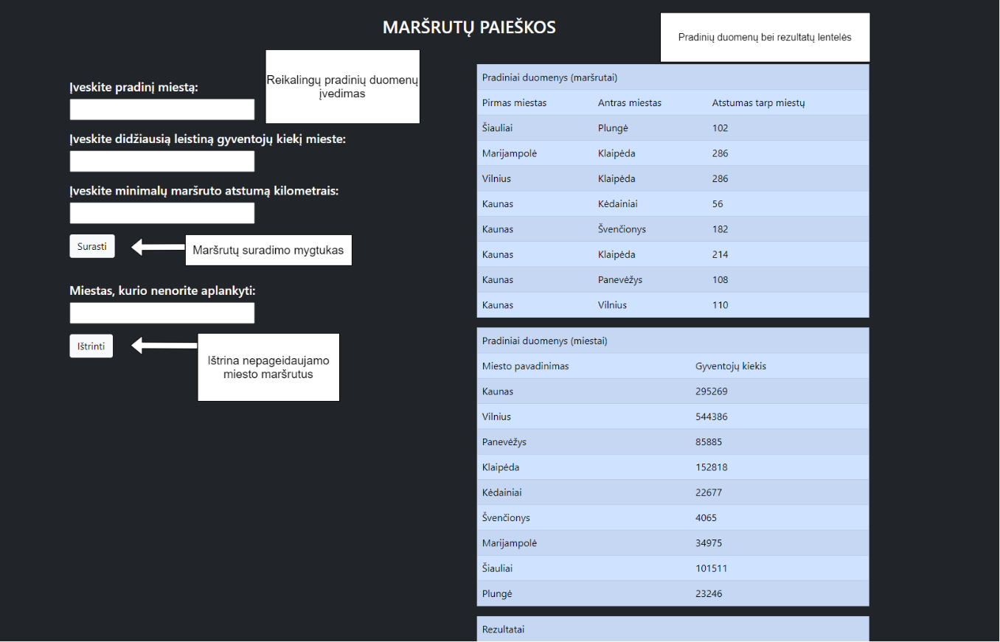 MARŠRUTŲ PAIEŠKOS
Pradinių duomenų bei rezultatų lentelės
Reikalingų pradinių duomenų
įvedimas
Įveskite pradinį miestą:
Įveskite didžiausią leistiną gyventojų kiekį mieste:
Įveskite minimalų maršruto atstumą kilometrais:
Surasti
Maršrutų suradimo mygtukas
Miestas, kurio nenorite aplankyti:
Ištrinti
Ištrina nepageidaujamo
miesto maršrutus
Pradiniai duomenys (maršrutai)
Pirmas miestas Antras miestas Atstumas tarp miestų
Šiauliai Plungė 102
Marijampolė Klaipėda 286
Vilnius Klaipėda 286
Kaunas Kėdainiai 56
Kaunas Švenčionys 182
Kaunas Klaipėda 214
Kaunas Panevėžys 108
Kaunas Vilnius 110
Pradiniai duomenys (miestai)
Miesto pavadinimas Gyventojų kiekis
Kaunas 295269
Vilnius 544386
Panevėžys 85885
Klaipėda 152818
Kėdainiai 22677
Švenčionys 4065
Marijampolė 34975
Šiauliai 101511
Plungė 23246
Rezultatai